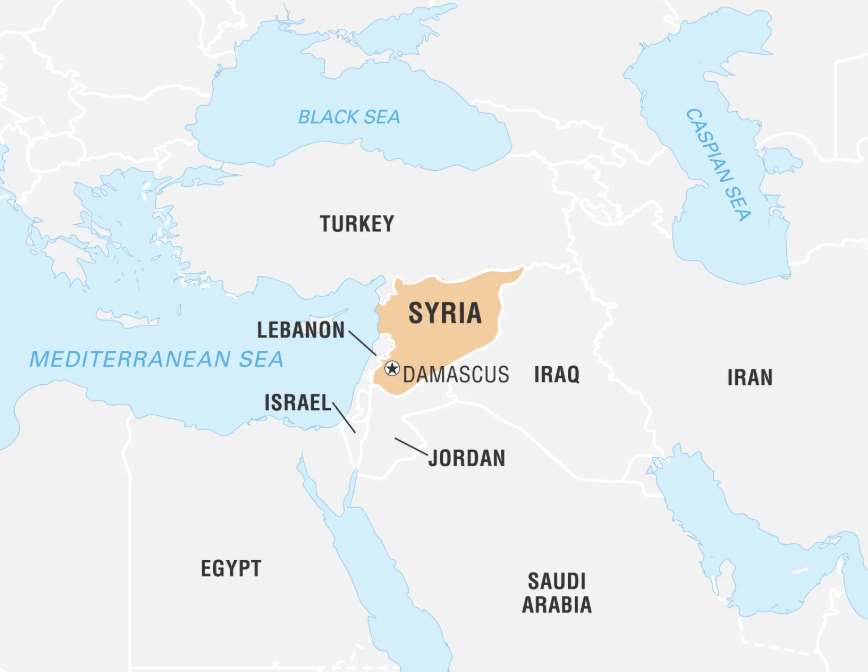 BLACK SEA
CASPIAN SEA
TURKEY
SYRIA
LEBANON
MEDITERRANEAN SEA
DAMASCUS
IRAQ
IRAN
ISRAEL
JORDAN
EGYPT
SAUDI
ARABIA